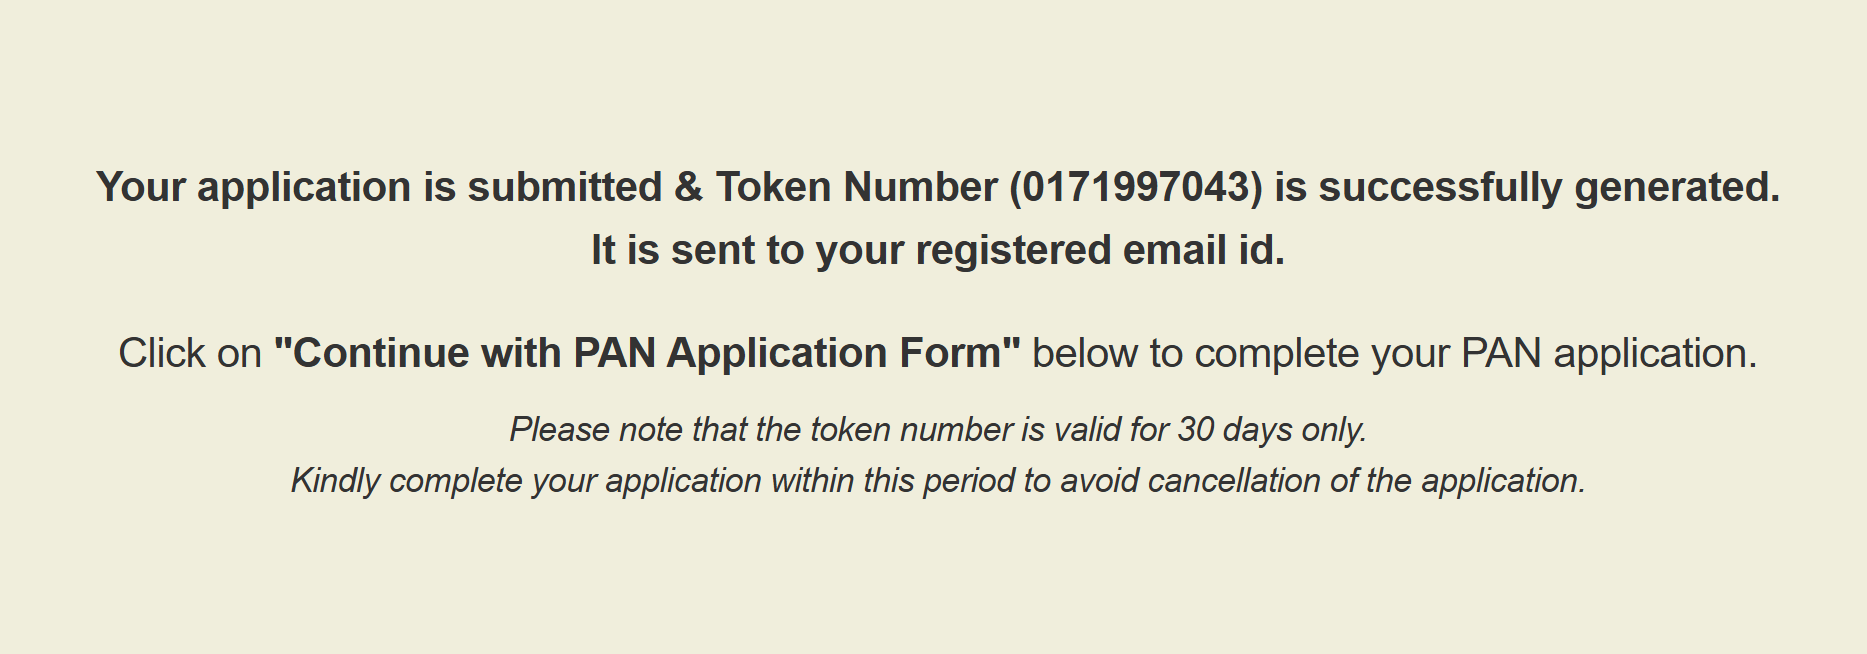 Your application is submitted & Token Number (0171997043) is successfully generated.
It is sent to your registered email id.
Click on "Continue with PAN Application Form" below to complete your PAN application.
Please note that the token number is valid for 30 days only.
Kindly complete your application within this period to avoid cancellation of the application.